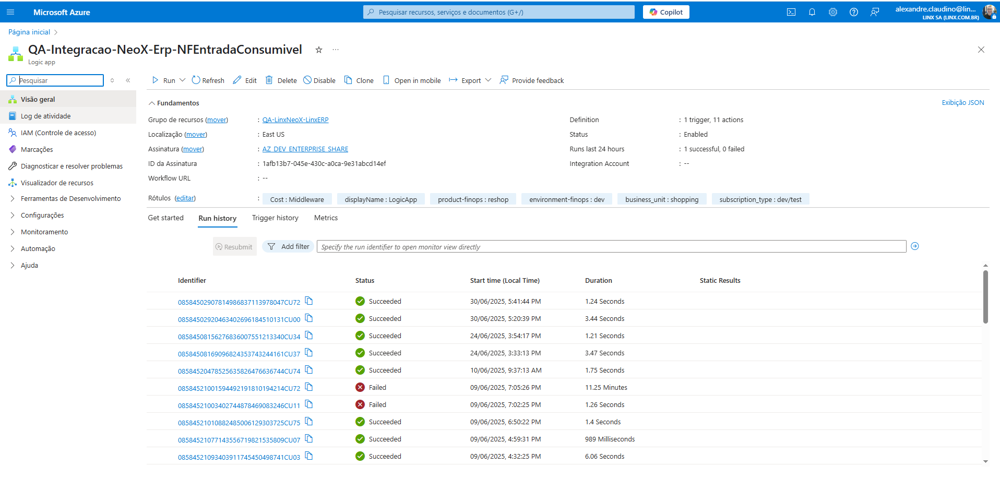 Microsoft Azure
Pesquisar recursos, serviços e documentos (G+/)
Copilot
alexandre.claudino@lin...
LINX SA (LINX.COM.BR)
Página inicial
QA-Integracao-NeoX-Erp-NFEntradaConsumivel
Logic app
Pesquisar
Run Refresh Edit Delete Disable Clone Open in mobile Export Provide feedback
Visão geral
Log de atividade
IAM (Controle de acesso)
Marcações
Diagnosticar e resolver problemas
Visualizador de recursos
Ferramentas de Desenvolvimento
Configurações
Monitoramento
Automação
Ajuda
Fundamentos
Exibição JSON
Grupo de recursos (mover) : QA-LinxNeoX-LinxERP
Localização (mover) : East US
Assinatura (mover) : AZ_DEV_ENTERPRISE_SHARE
ID da Assinatura : 1afb13b7-045e-430c-a0ca-9e31abcd14ef
Workflow URL : --
Definition : 1 trigger, 11 actions
Status : Enabled
Runs last 24 hours : 1 successful, 0 failed
Integration Account : --
Rótulos (editar) : Cost : Middleware displayName : LogicApp product-finops : reshop environment-finops : dev business_unit : shopping subscription_type : dev/test
Get started Run history Trigger history Metrics
Resubmit Add filter Specify the run identifier to open monitor view directly
Identifier Status Start time (Local Time) Duration Static Results
08584502907814986837113978047CU72 Succeeded 30/06/2025, 5:41:44 PM 1.24 Seconds
08584502920463402696184510131CU00 Succeeded 30/06/2025, 5:20:39 PM 3.44 Seconds
08584508156276836007551213340CU34 Succeeded 24/06/2025, 3:54:17 PM 1.21 Seconds
08584508169096824353743244161CU37 Succeeded 24/06/2025, 3:33:13 PM 3.47 Seconds
08584520478525635826476636744CU74 Succeeded 10/06/2025, 9:37:13 AM 1.75 Seconds
08584521001594492191810194214CU72 Failed 09/06/2025, 7:05:26 PM 11.25 Minutes
08584521003402744878469083246CU11 Failed 09/06/2025, 7:02:25 PM 1.26 Seconds
08584521010882485006129303725CU75 Succeeded 09/06/2025, 6:50:22 PM 1.4 Seconds
08584521077143556719821535809CU07 Succeeded 09/06/2025, 4:59:31 PM 989 Milliseconds
08584521093403911745450498741CU03 Succeeded 09/06/2025, 4:32:25 PM 6.06 Seconds